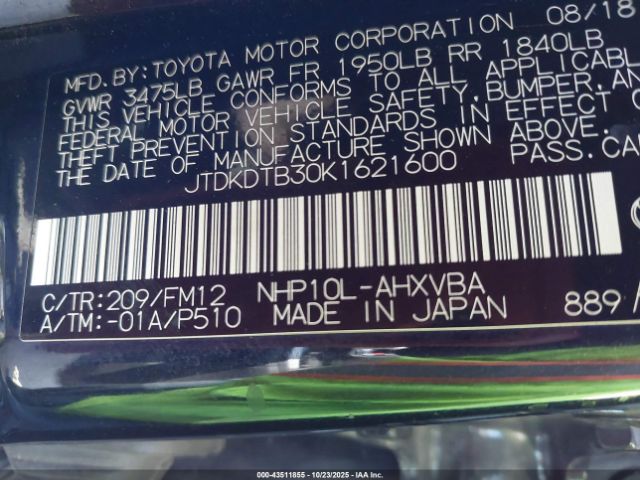 MFD. BY: TOYOTA MOTOR CORPORATION 08/18
GVWR 3475LB GAWR FR 1950LB RR 1840LB
THIS VEHICLE CONFORMS TO ALL APPLICABL
FEDERAL MOTOR VEHICLE SAFETY, BUMPER, AN
THEFT PREVENTION STANDARDS IN EFFECT O
THE DATE OF MANUFACTURE SHOWN ABOVE.
JTDKDTB30K1621600 PASS. CA
C/TR: 209/FM12 NHP10L-AHXVBA
A/TM: -01A/P510 MADE IN JAPAN 889
000-43511855 | 10/23/2025 | © IAA Inc.